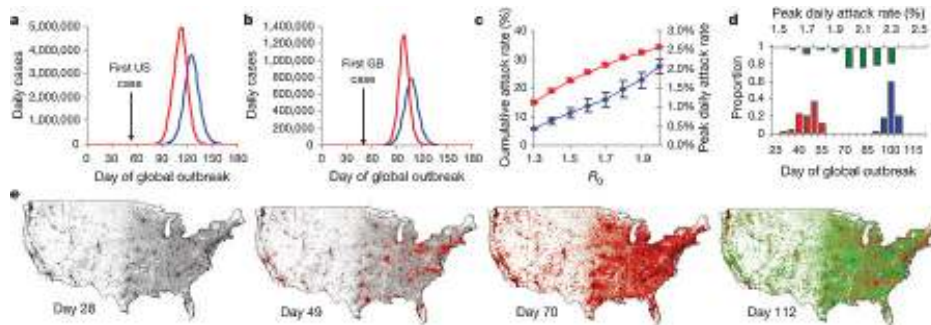 a
Daily cases
6,000,000
5,000,000
4,000,000
3,000,000
2,000,000
1,000,000
0
First US
case
0 30 60 90 120 150 180
Day of global outbreak
b
1,400,000
1,200,000
1,000,000
800,000
600,000
400,000
200,000
0
First GB
case
0 30 60 90 120 150 180
Day of global outbreak
c
Cumulative attack rate (%)
40
30
20
10
0
3.0%
2.5%
2.0%
1.5%
1.0%
0.5%
0.0%
Peak daily attack rate
1.3 1.5 1.7 1.9
R0
d
Peak daily attack rate (%)
1.5 1.7 1.9 2.1 2.3 2.5
Proportion
1
0.8
0.6
0.4
0.2
0
25 40 55 70 85 100 115
Day of global outbreak
e
Day 28
Day 49
Day 70
Day 112